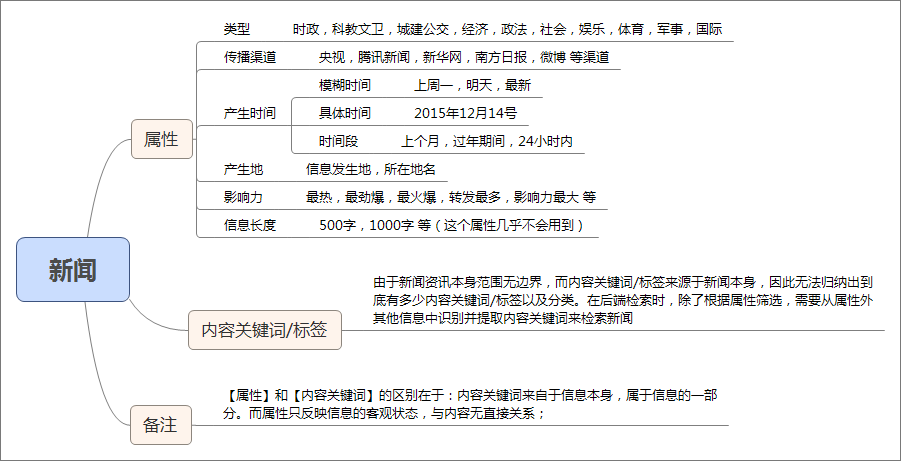 新闻
属性
类型
时政，科教文卫，城建公交，经济，政法，社会，娱乐，体育，军事，国际
传播渠道
央视，腾讯新闻，新华网，南方日报，微博 等渠道
产生时间
模糊时间
上周一，明天，最新
具体时间
2015年12月14号
时间段
上个月，过年期间，24小时内
产生地
信息发生地，所在地名
影响力
最热，最劲爆，最火爆，转发最多，影响力最大 等
信息长度
500字，1000字 等（这个属性几乎不会用到）
内容关键词/标签
由于新闻资讯本身范围无边界，而内容关键词/标签来源于新闻本身，因此无法归纳出到
底有多少内容关键词/标签以及分类。在后端检索时，除了根据属性筛选，需要从属性外
其他信息中识别并提取内容关键词来检索新闻
备注
【属性】和【内容关键词】的区别在于：内容关键词来自于信息本身，属于信息的一部
分。而属性只反映信息的客观状态，与内容无直接关系；